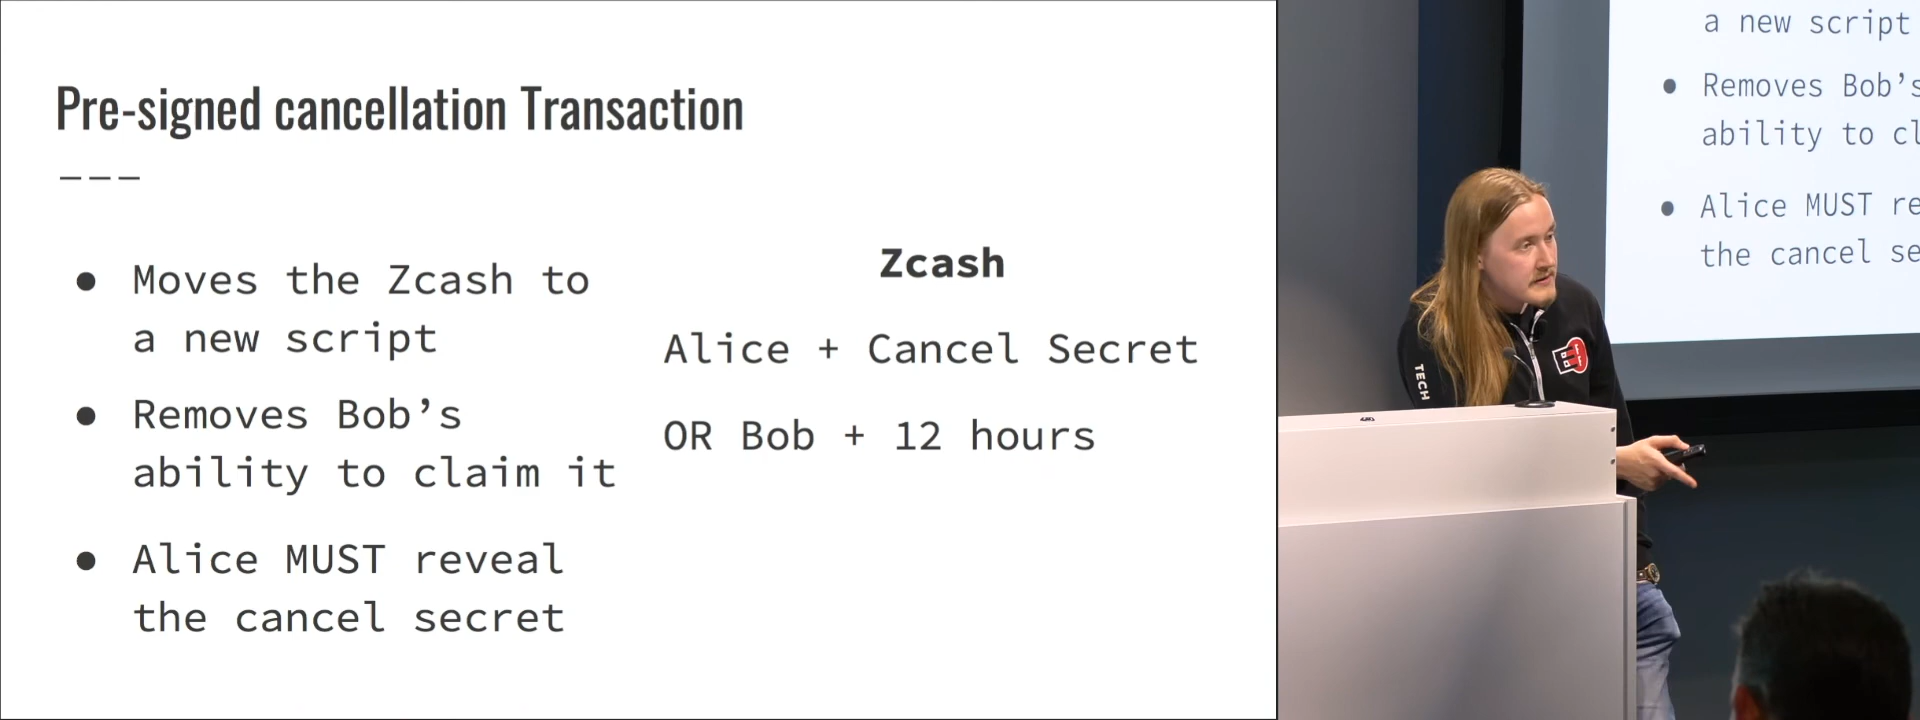 Pre-signed cancellation Transaction
---
● Moves the Zcash to
a new script
● Removes Bob’s
ability to claim it
● Alice MUST reveal
the cancel secret
Zcash
Alice + Cancel Secret
OR Bob + 12 hours
a new script
● Removes Bob’s
ability to cl
● Alice MUST re
the cancel se
TECH